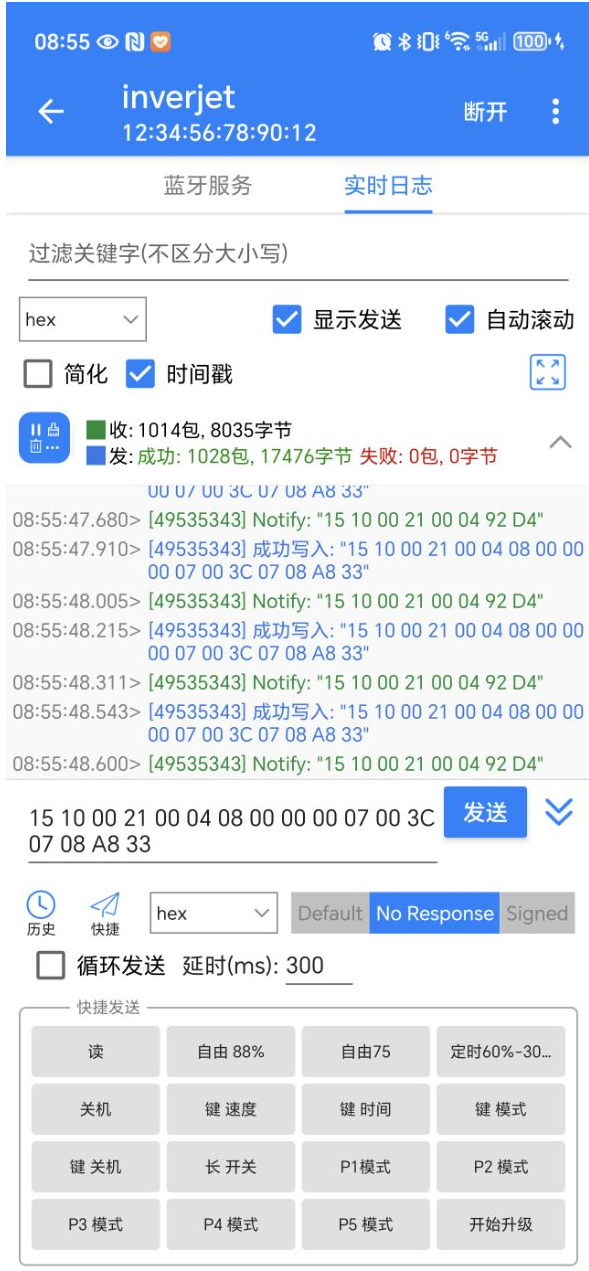 08:55 6 5G 100
inverjet
12:34:56:78:90:12
断开
蓝牙服务 实时日志
过滤关键字(不区分大小写)
hex 显示发送 自动滚动
简化 时间戳
收: 1014包, 8035字节
发: 成功: 1028包, 17476字节 失败: 0包, 0字节
00 07 00 3C 07 08 A8 33"
08:55:47.680> [49535343] Notify: "15 10 00 21 00 04 92 D4"
08:55:47.910> [49535343] 成功写入: "15 10 00 21 00 04 08 00 00
00 07 00 3C 07 08 A8 33"
08:55:48.005> [49535343] Notify: "15 10 00 21 00 04 92 D4"
08:55:48.215> [49535343] 成功写入: "15 10 00 21 00 04 08 00 00
00 07 00 3C 07 08 A8 33"
08:55:48.311> [49535343] Notify: "15 10 00 21 00 04 92 D4"
08:55:48.543> [49535343] 成功写入: "15 10 00 21 00 04 08 00 00
00 07 00 3C 07 08 A8 33"
08:55:48.600> [49535343] Notify: "15 10 00 21 00 04 92 D4"
15 10 00 21 00 04 08 00 00 00 07 00 3C
07 08 A8 33
发送
历史 快捷 hex Default No Response Signed
循环发送 延时(ms): 300
快捷发送
读 自由 88% 自由75 定时60%-30...
关机 键 速度 键 时间 键 模式
键 关机 长 开关 P1模式 P2 模式
P3 模式 P4 模式 P5 模式 开始升级